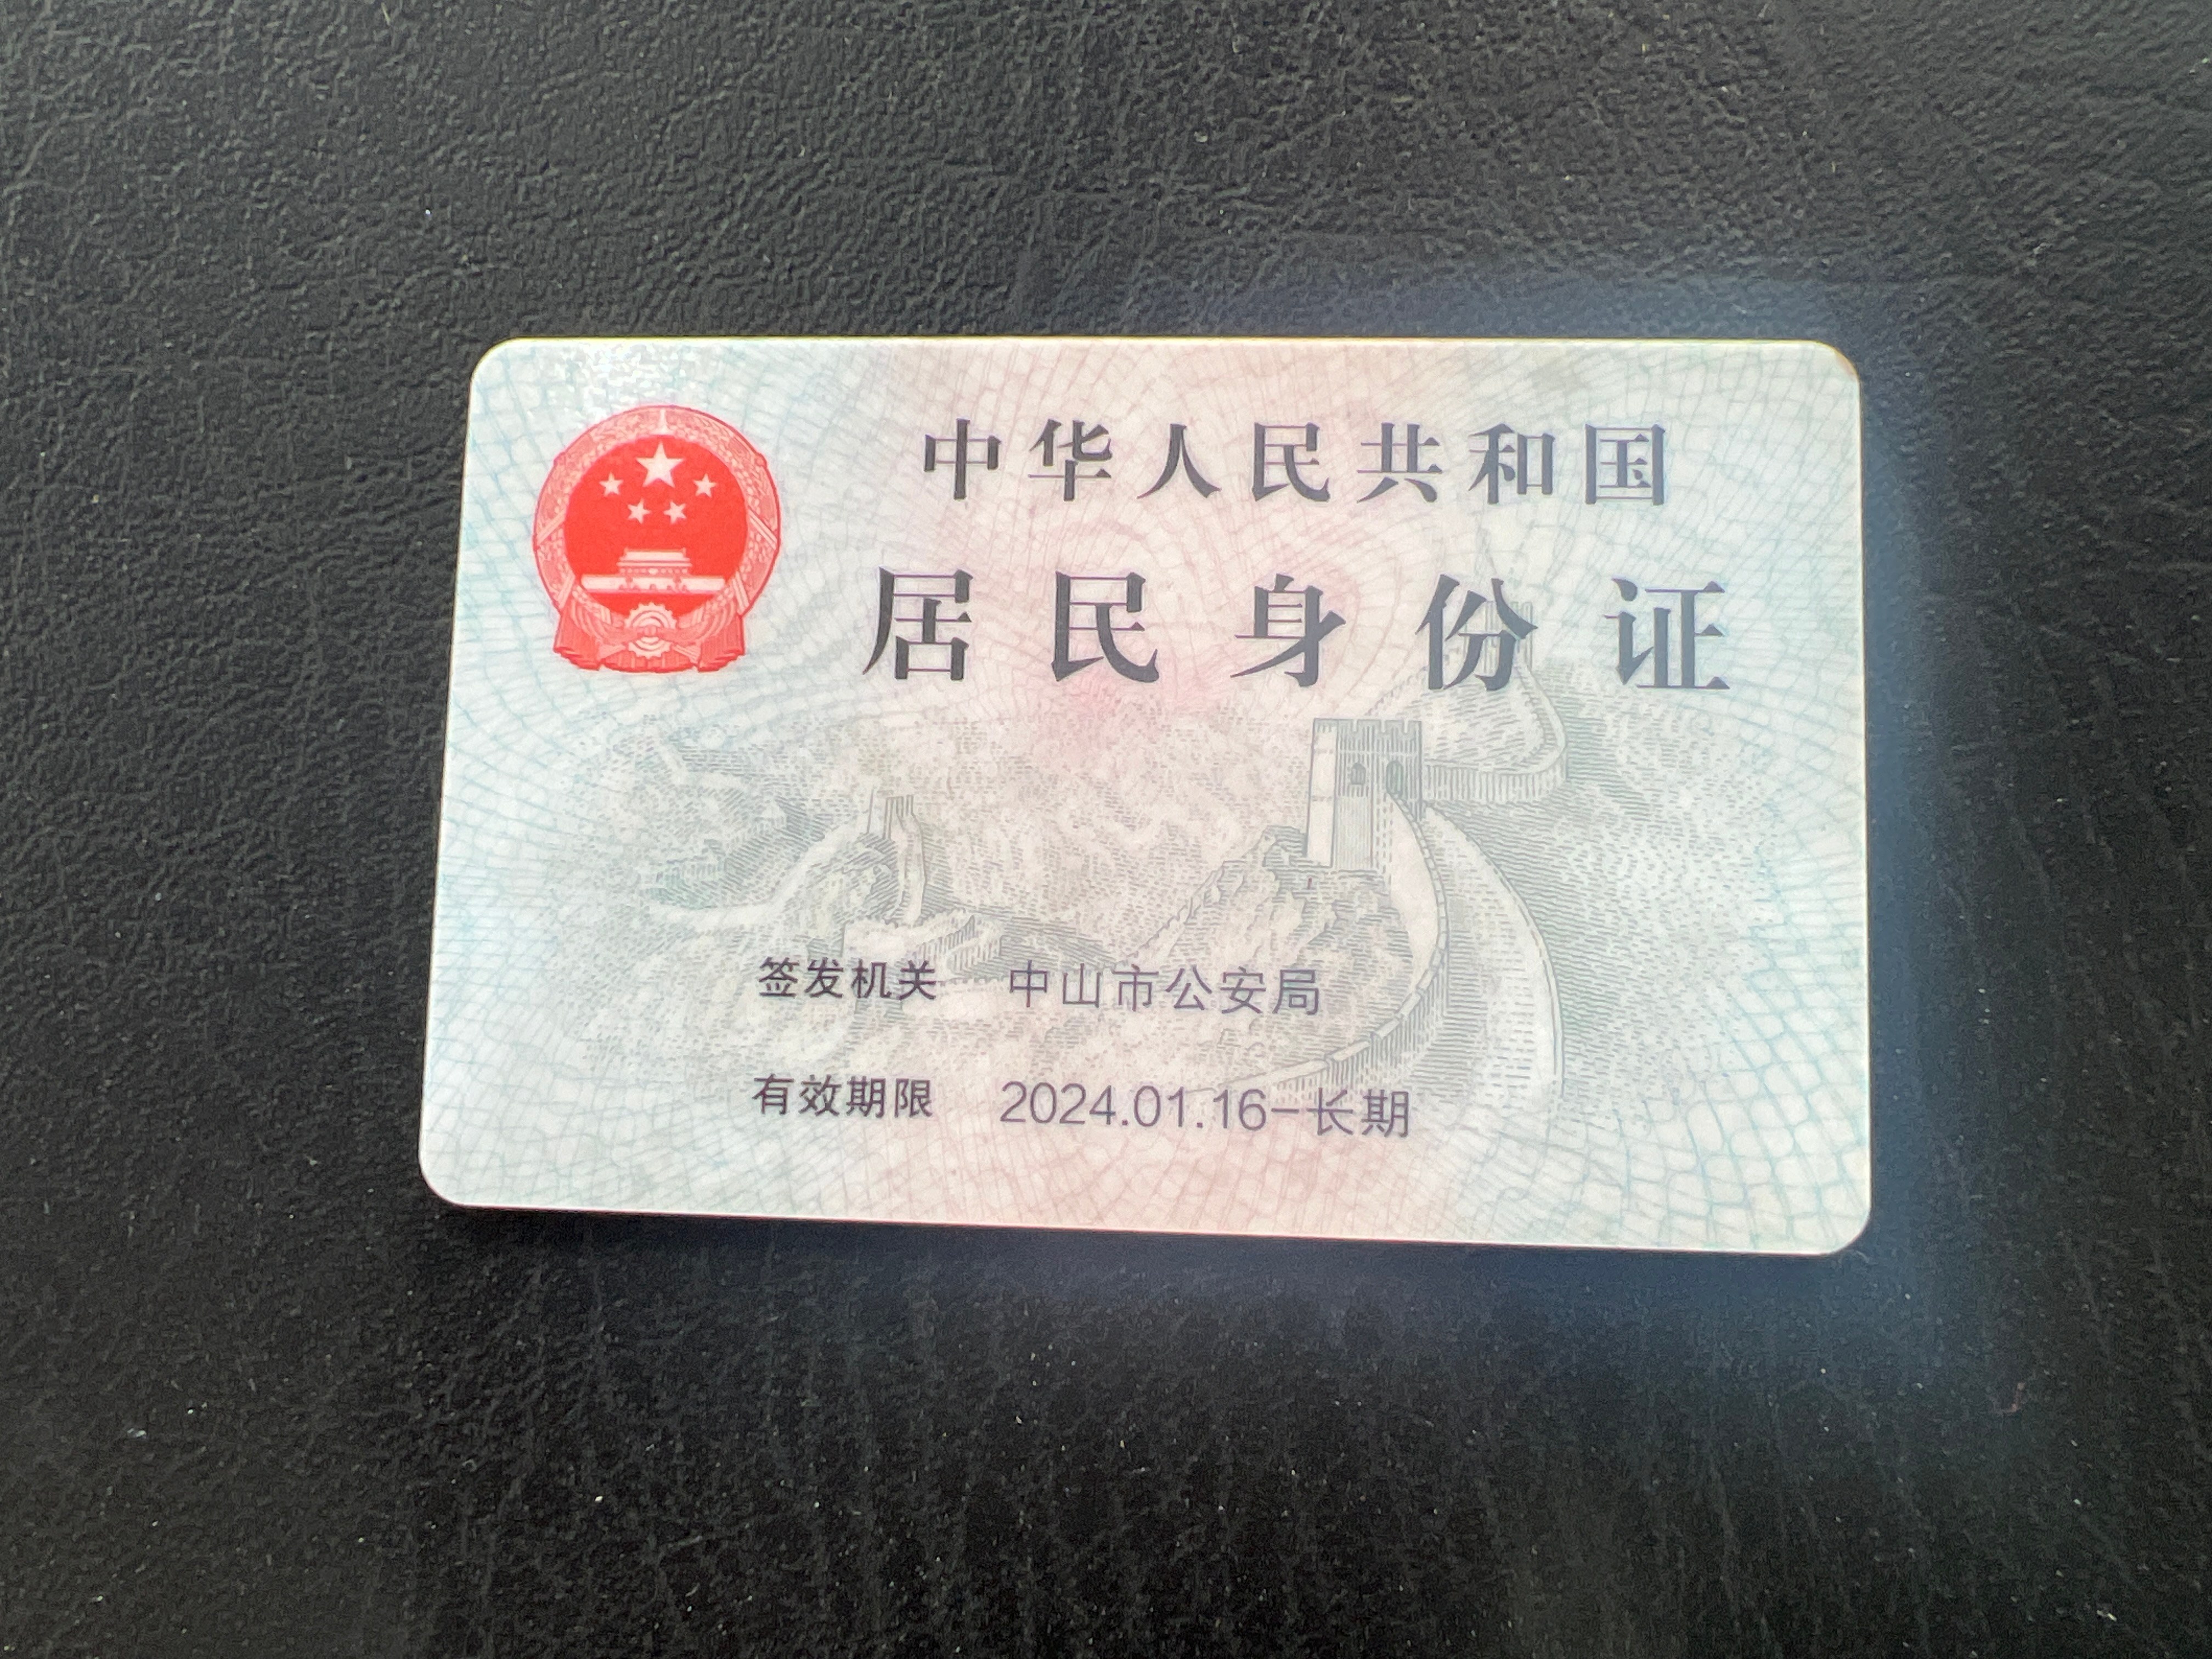 中华人民共和国
居民身份证
签发机关 中山市公安局
有效期限 2024.01.16-长期